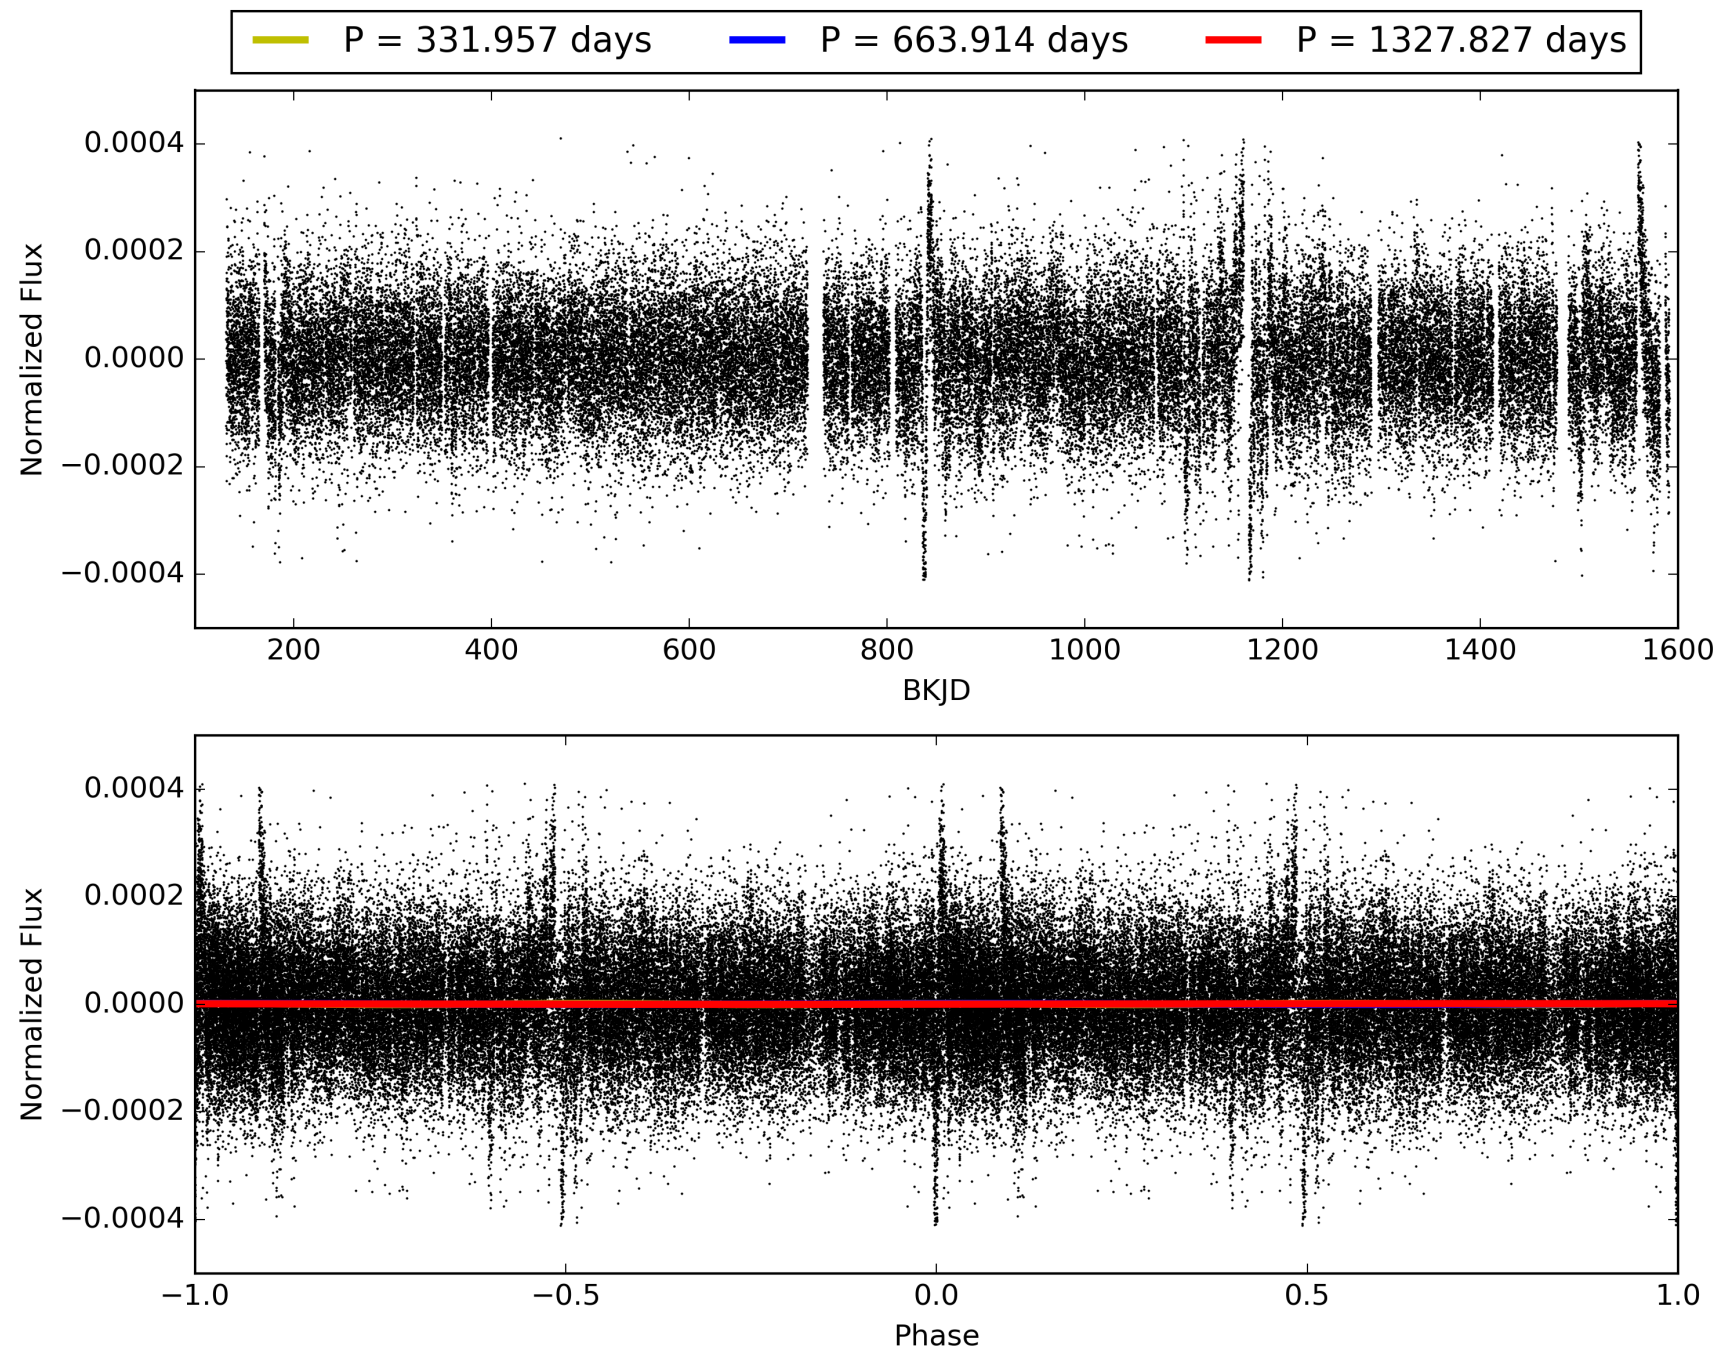 P = 331.957 days P = 663.914 days P = 1327.827 days
0.0004
0.0002
0.0000
−0.0002
−0.0004
Normalized Flux
200 400 600 800 1000 1200 1400 1600
BKJD
0.0004
0.0002
0.0000
−0.0002
−0.0004
Normalized Flux
−1.0 −0.5 0.0 0.5 1.0
Phase